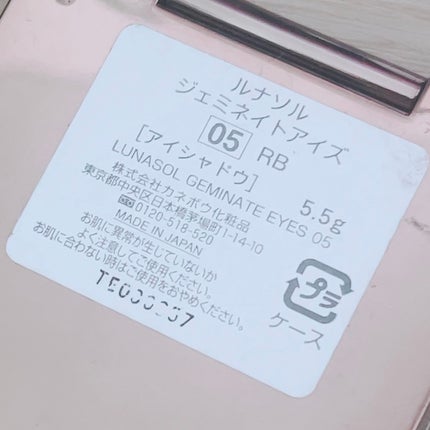 ルナソル
ジェミネイトアイズ
05 RB
[アイシャドウ] 5.5g
LUNASOL GEMINATE EYES 05
株式会社カネボウ化粧品
東京都中央区日本橋茅場町1-14-10
0120-518-520
MADE IN JAPAN
お肌に異常が生じていないか
よく注意してご使用ください。
お肌に合わない時はご使用をおやめください。
プラ
ケース